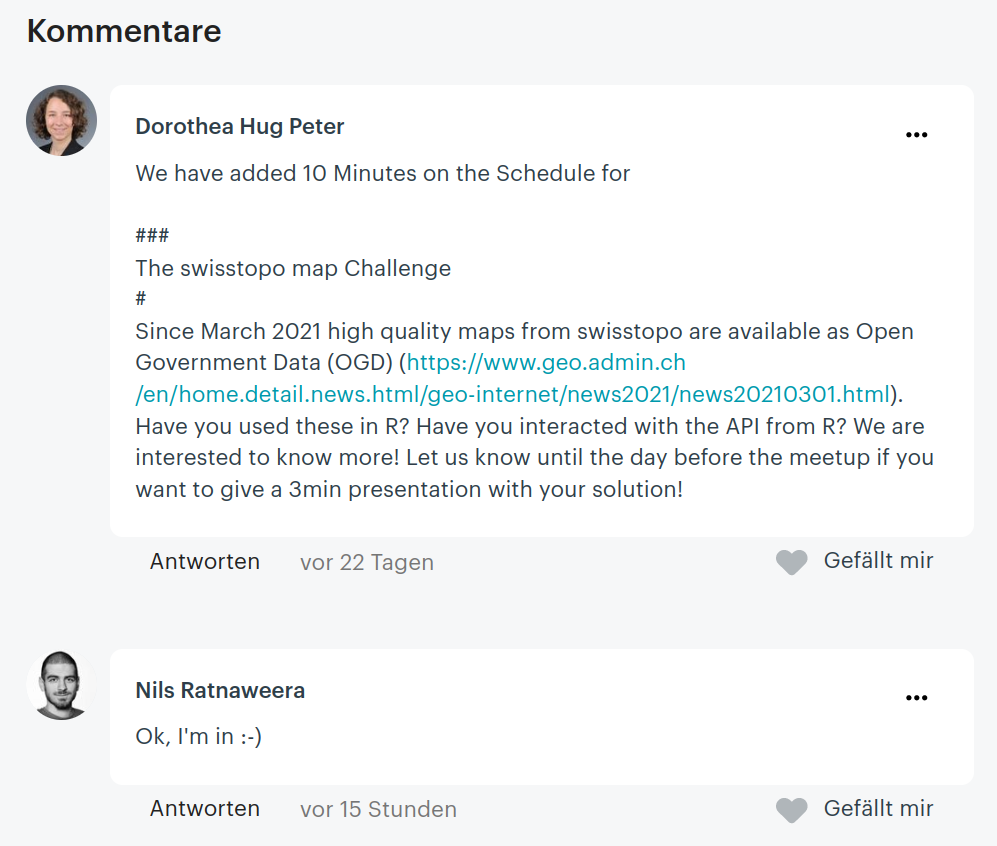 Kommentare
Dorothea Hug Peter
We have added 10 Minutes on the Schedule for
###
The swisstopo map Challenge
#
Since March 2021 high quality maps from swisstopo are available as Open
Government Data (OGD) (https://www.geo.admin.ch
/en/home.detail.news.html/geo-internet/news2021/news20210301.html).
Have you used these in R? Have you interacted with the API from R? We are
interested to know more! Let us know until the day before the meetup if you
want to give a 3min presentation with your solution!
Antworten vor 22 Tagen Gefällt mir
Nils Ratnaweera
Ok, I'm in :-)
Antworten vor 15 Stunden Gefällt mir